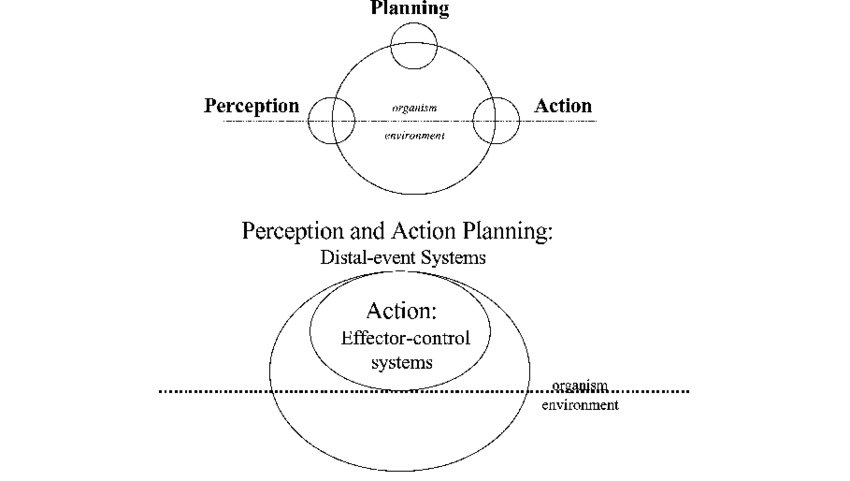 Planning
Perception
Action
organism
environment
Perception and Action Planning:
Distal-event Systems
Action:
Effector-control
systems
organism
environment